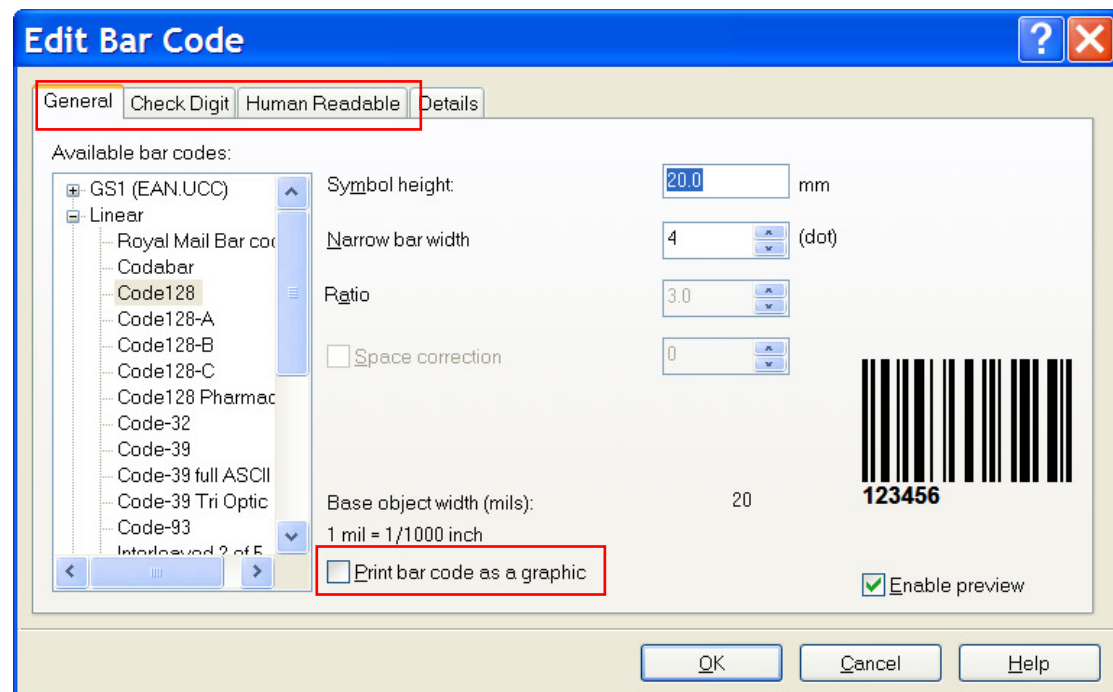 Edit Bar Code
General Check Digit Human Readable Details
Available bar codes:
GS1 (EAN.UCC)
Linear
Royal Mail Bar coc
Codabar
Code128
Code128-A
Code128-B
Code128-C
Code128 Pharmac
Code-32
Code-39
Code-39 full ASCII
Code-39 Tri Optic
Code-93
Interleaved 2 of 5
Symbol height: 20.0 mm
Narrow bar width 4 (dot)
Ratio 3.0
Space correction 0
Base object width (mils): 20
1 mil = 1/1000 inch
Print bar code as a graphic
123456
Enable preview
OK Cancel Help